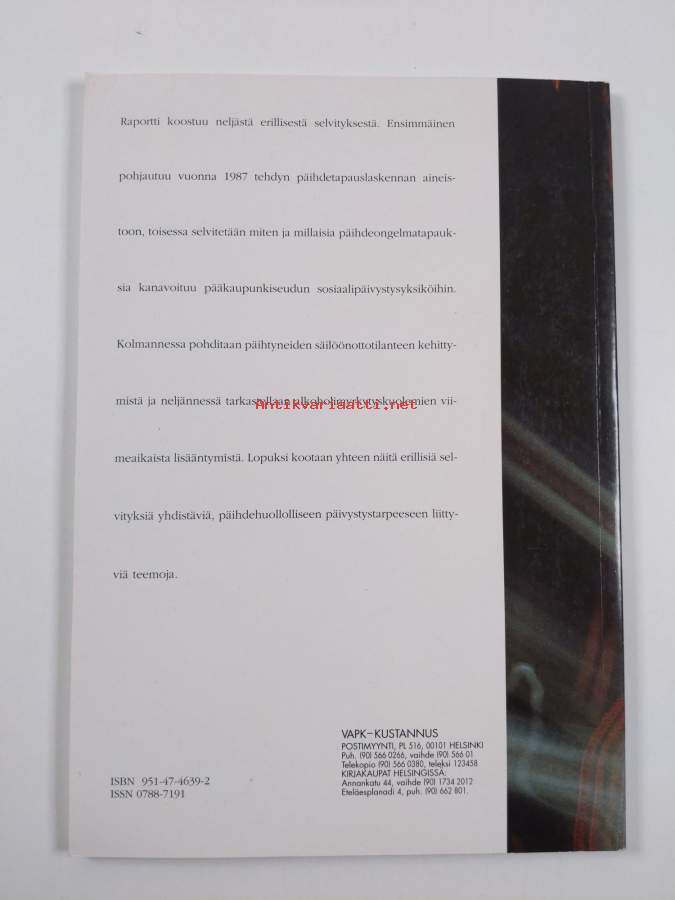 Raportti koostuu neljästä erillisestä selvityksestä. Ensimmäinen
pohjautuu vuonna 1987 tehdyn päihdetapauslaskennan aineis-
toon, toisessa selvitetään miten ja millaisia päihdeongelmatapauk-
sia kanavoituu pääkaupunkiseudun sosiaalipäivystysyksiköihin.
Kolmannessa pohditaan päihtyneiden säilöönottotilanteen kehitty-
mistä ja neljännessä tarkastellaan alkoholimyrkytyskuolemien vii-
Antikvariaatti.net
meaikaista lisääntymistä. Lopuksi kootaan yhteen näitä erillisiä sel-
vityksiä yhdistäviä, päihdehuollolliseen päivystystarpeeseen liitty-
viä teemoja.
ISBN 951-47-4639-2
ISSN 0788-7191
VAPK-KUSTANNUS
POSTIMYYNTI, PL 516, 00101 HELSINKI
Puh. (90) 566 0266, vaihde (90) 566 01
Telekopio (90) 566 0380, teleksi 123458
KIRJAKAUPAT HELSINGISSÄ:
Annankatu 44, vaihde (90) 1734 2012
Eteläesplanadi 4, puh. (90) 662 801.